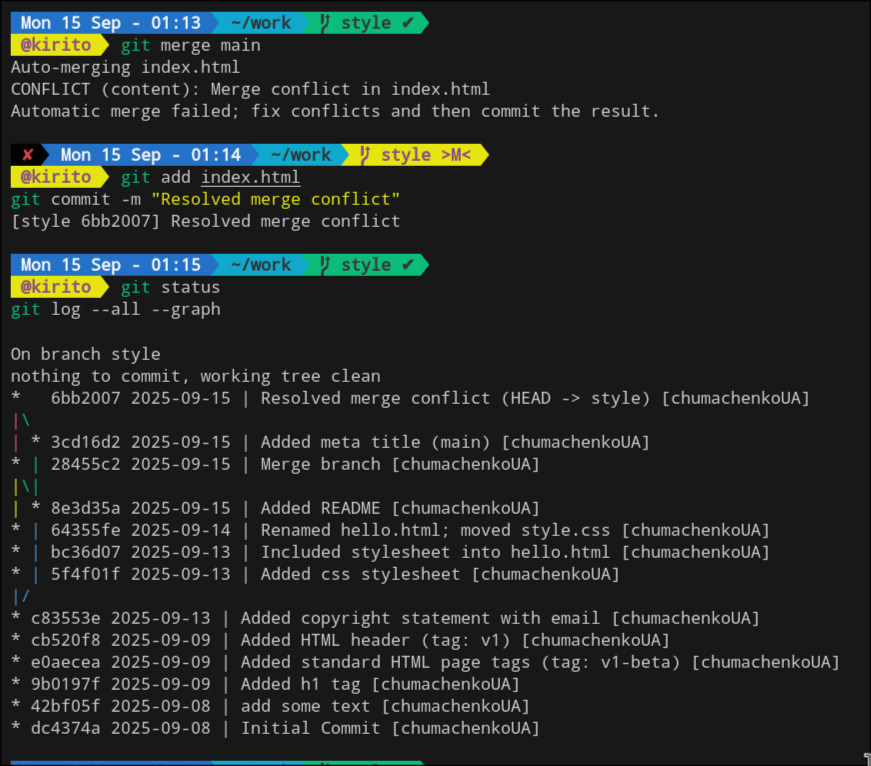 Mon 15 Sep - 01:13 ~/work style ✔
@kirito git merge main
Auto-merging index.html
CONFLICT (content): Merge conflict in index.html
Automatic merge failed; fix conflicts and then commit the result.
✘ Mon 15 Sep - 01:14 ~/work style >M<
@kirito git add index.html
git commit -m "Resolved merge conflict"
[style 6bb2007] Resolved merge conflict
Mon 15 Sep - 01:15 ~/work style ✔
@kirito git status
git log --all --graph
On branch style
nothing to commit, working tree clean
*   6bb2007 2025-09-15 | Resolved merge conflict (HEAD -> style) [chumachenkoUA]
|\
| * 3cd16d2 2025-09-15 | Added meta title (main) [chumachenkoUA]
* | 28455c2 2025-09-15 | Merge branch [chumachenkoUA]
|\|
| * 8e3d35a 2025-09-15 | Added README [chumachenkoUA]
* | 64355fe 2025-09-14 | Renamed hello.html; moved style.css [chumachenkoUA]
* | bc36d07 2025-09-13 | Included stylesheet into hello.html [chumachenkoUA]
* | 5f4f01f 2025-09-13 | Added css stylesheet [chumachenkoUA]
|/
* c83553e 2025-09-13 | Added copyright statement with email [chumachenkoUA]
* cb520f8 2025-09-09 | Added HTML header (tag: v1) [chumachenkoUA]
* e0aecea 2025-09-09 | Added standard HTML page tags (tag: v1-beta) [chumachenkoUA]
* 9b0197f 2025-09-09 | Added h1 tag [chumachenkoUA]
* 42bf05f 2025-09-08 | add some text [chumachenkoUA]
* dc4374a 2025-09-08 | Initial Commit [chumachenkoUA]